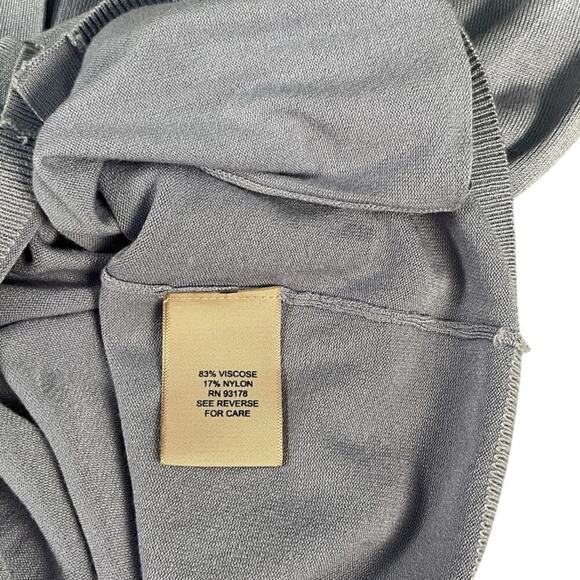 83% VISCOSE
17% NYLON
RN 93178
SEE REVERSE
FOR CARE